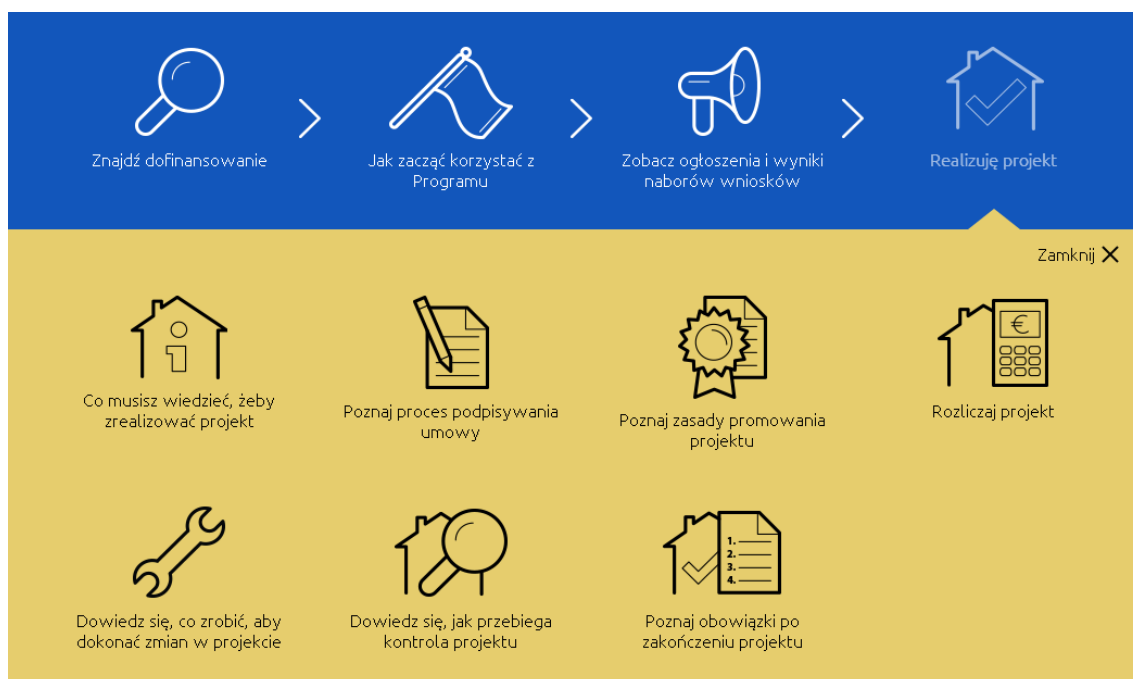 Znajdź dofinansowanie
Jak zacząć korzystać z
Programu
Zobacz ogłoszenia i wyniki
naborów wniosków
Realizuję projekt
Zamknij
Co musisz wiedzieć, żeby
zrealizować projekt
Poznaj proces podpisywania
umowy
Poznaj zasady promowania
projektu
€
Rozliczaj projekt
Dowiedz się, co zrobić, aby
dokonać zmian w projekcie
Dowiedz się, jak przebiega
kontrola projektu
1.
2.
3.
4.
Poznaj obowiązki po
zakończeniu projektu